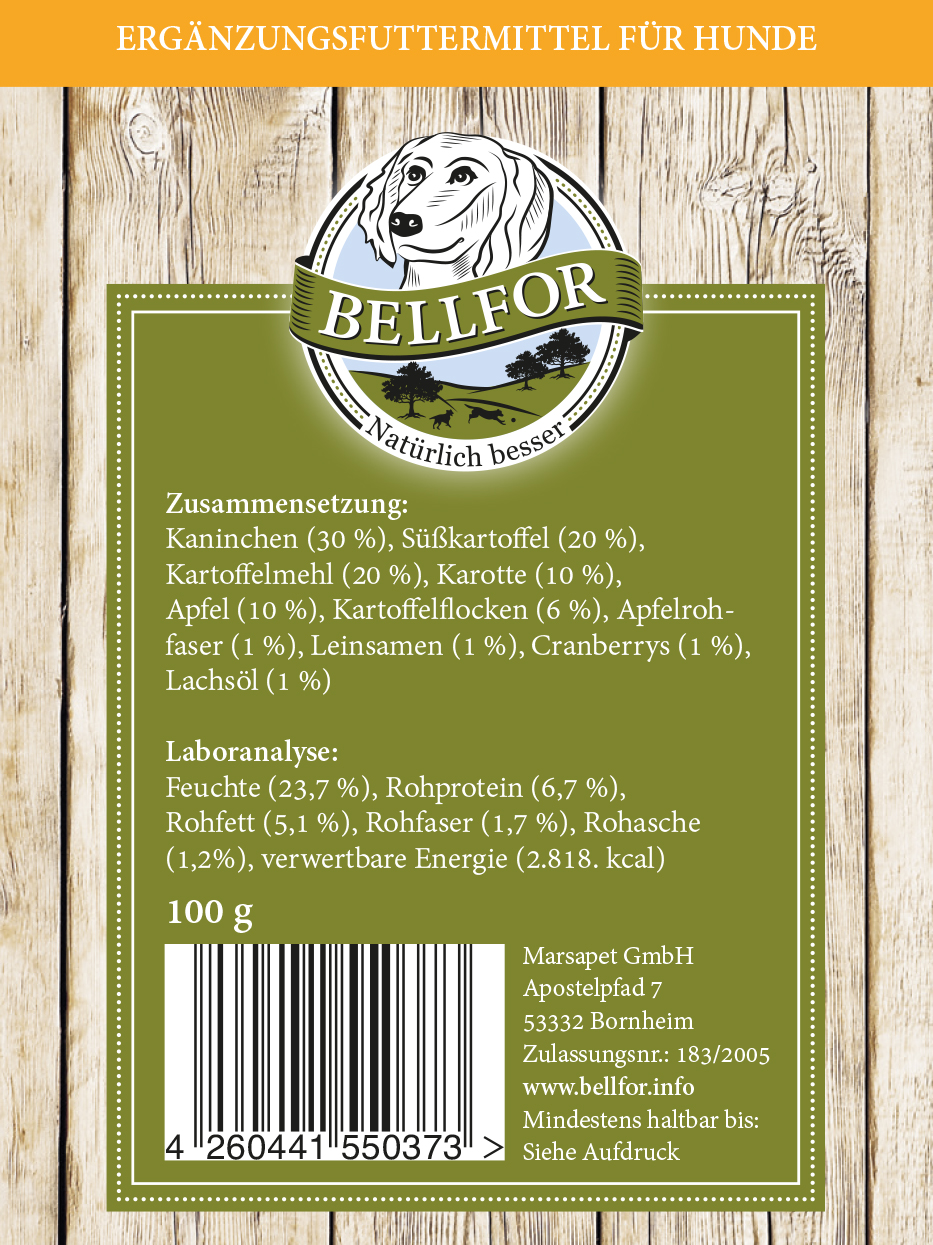 ERGÄNZUNGSFUTTERMITTEL FÜR HUNDE
BELLFOR
Natürlich besser
Zusammensetzung:
Kaninchen (30 %), Süßkartoffel (20 %),
Kartoffelmehl (20 %), Karotte (10 %),
Apfel (10 %), Kartoffelflocken (6 %), Apfelroh-
faser (1 %), Leinsamen (1 %), Cranberrys (1 %),
Lachsöl (1 %)
Laboranalyse:
Feuchte (23,7 %), Rohprotein (6,7 %),
Rohfett (5,1 %), Rohfaser (1,7 %), Rohasche
(1,2%), verwertbare Energie (2.818. kcal)
100 g
4 260441 550373 >
Marsapet GmbH
Apostelpfad 7
53332 Bornheim
Zulassungsnr.: 183/2005
www.bellfor.info
Mindestens haltbar bis:
Siehe Aufdruck